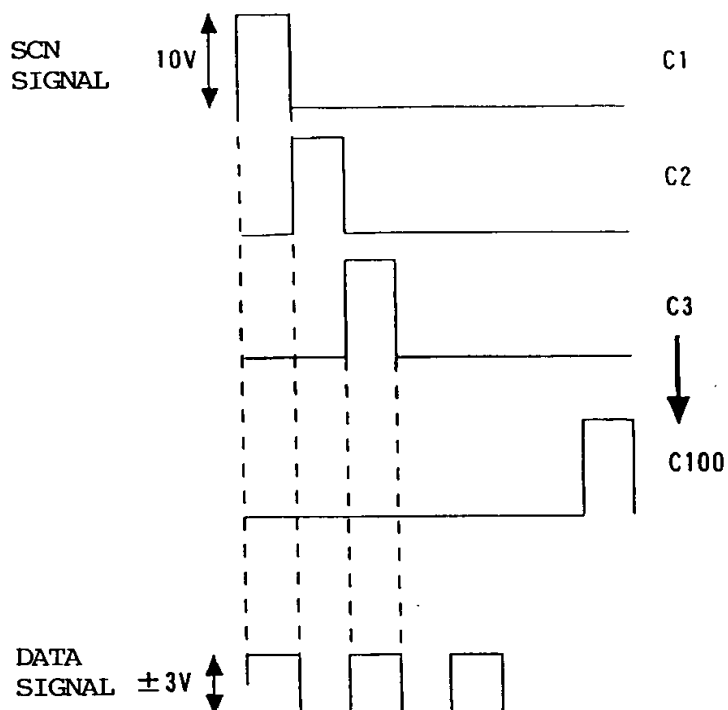 SCN
SIGNAL
10V
C1
C2
C3
C100
DATA
SIGNAL
±3V